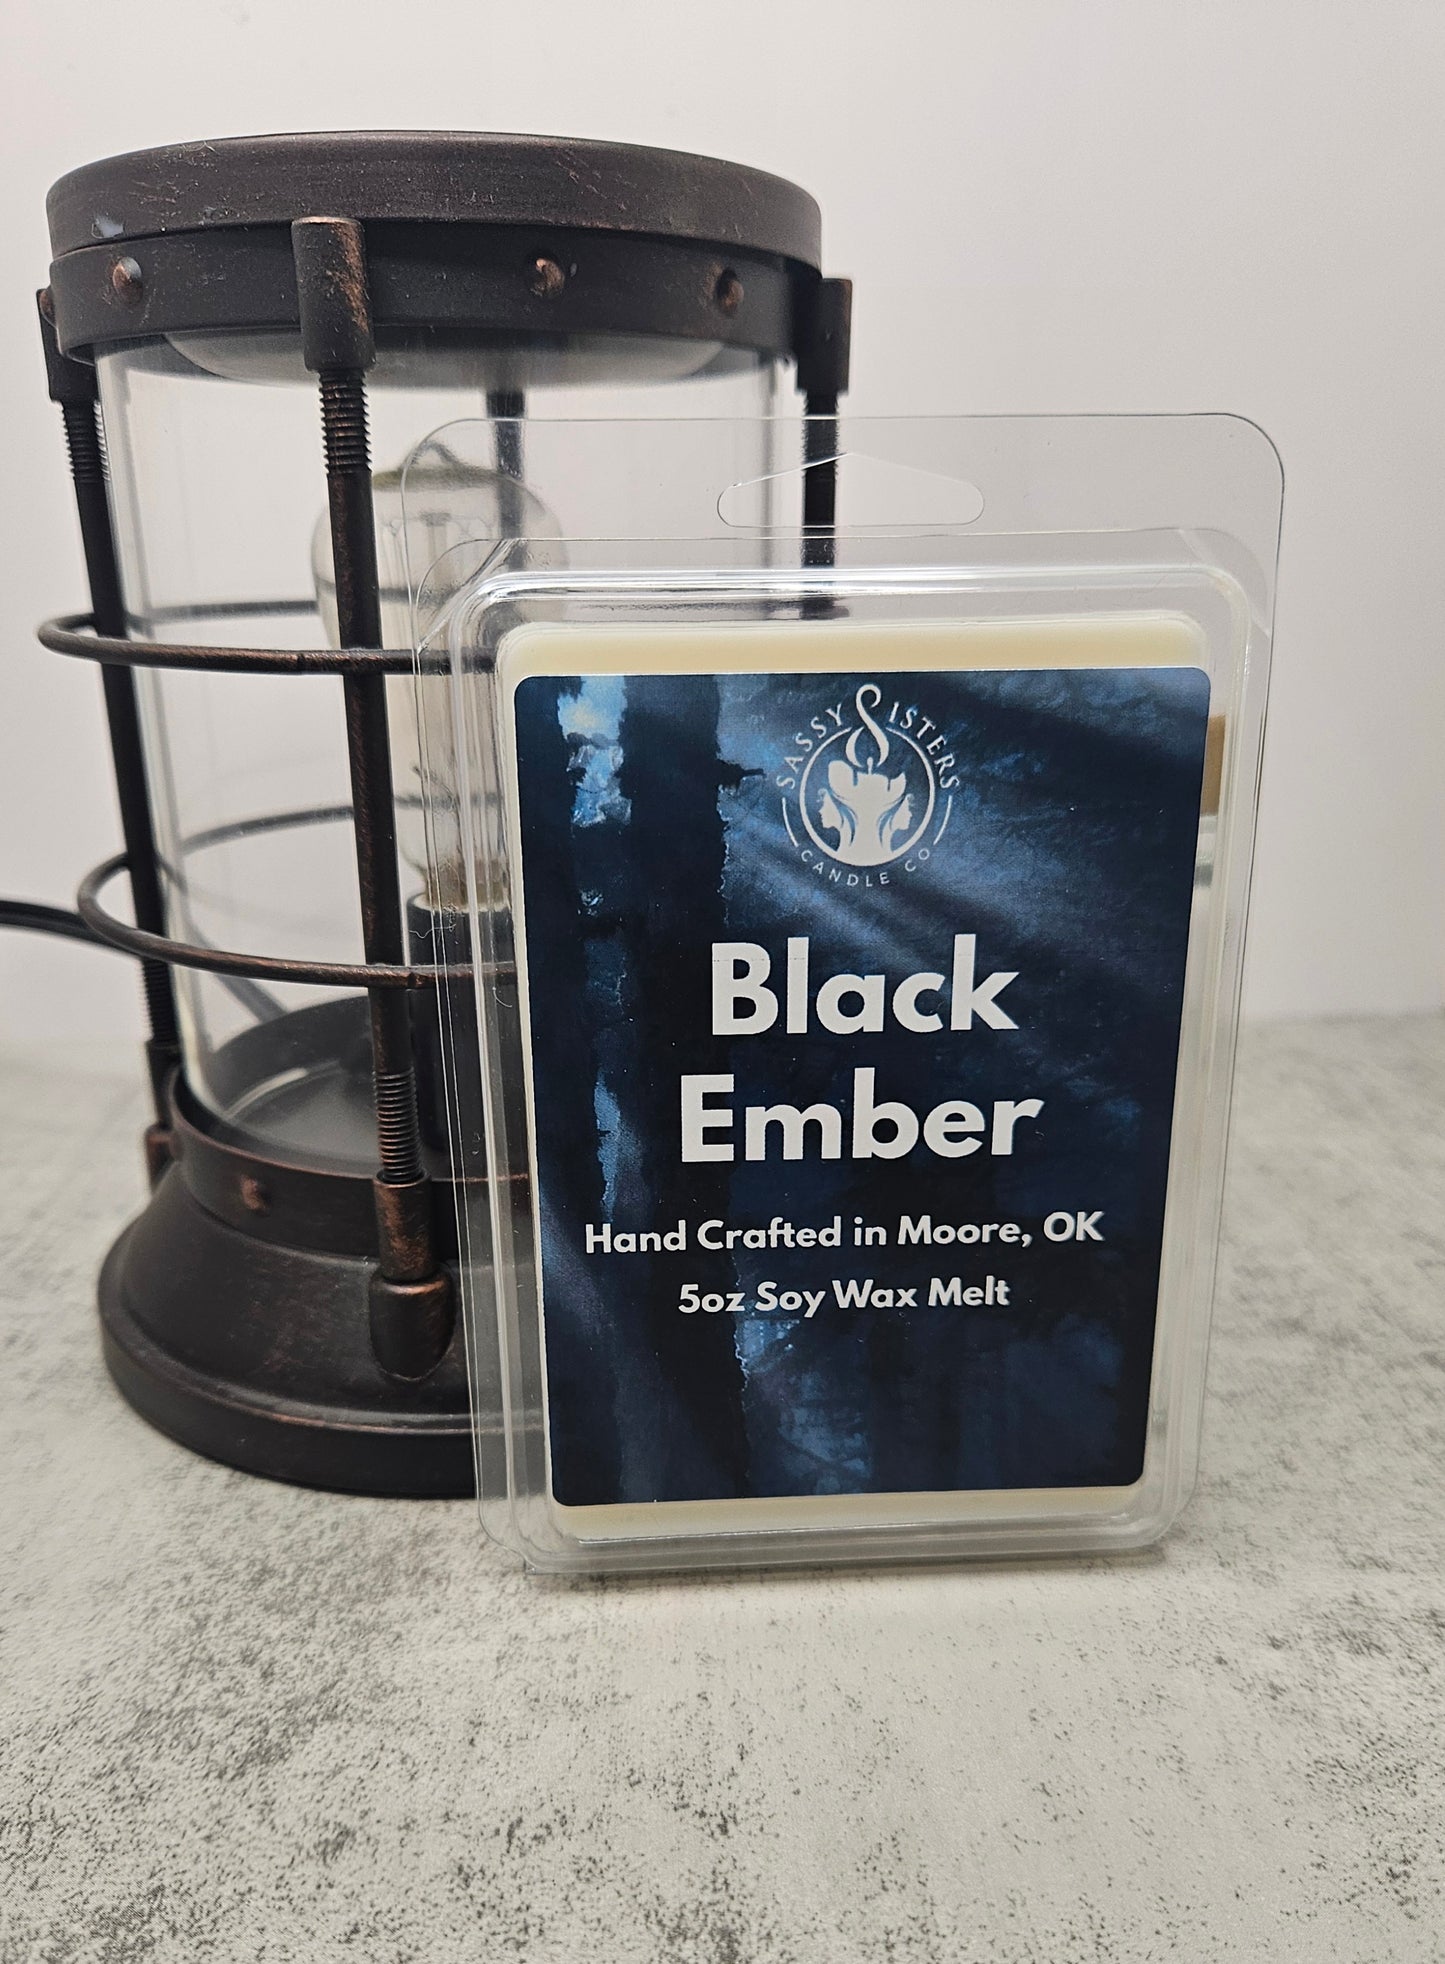 SASSY SISTERS
CANDLE CO
Black
Ember
Hand Crafted in Moore, OK
5oz Soy Wax Melt